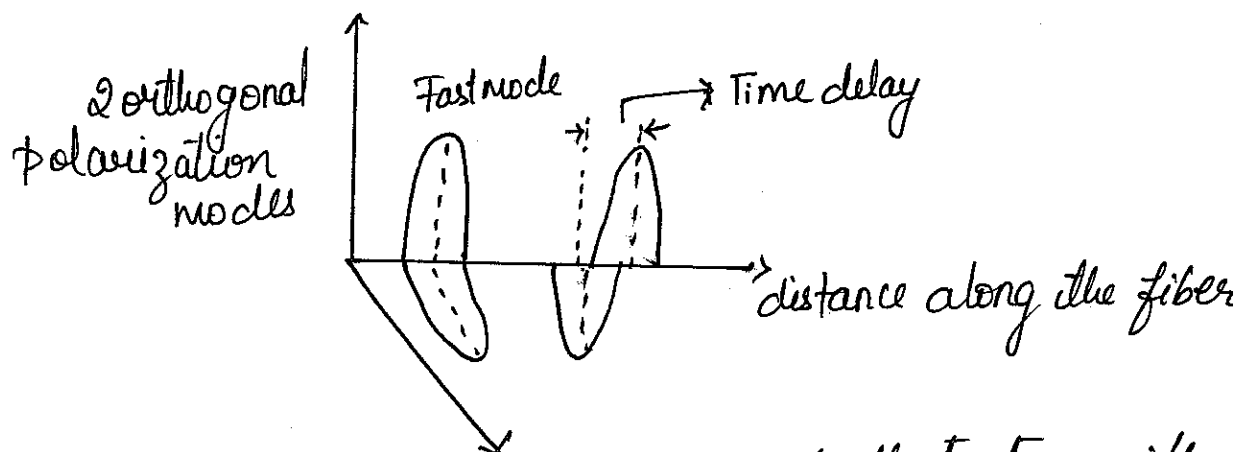 2 orthogonal
polarization
modes
Fast mode
Time delay
distance along the fiber